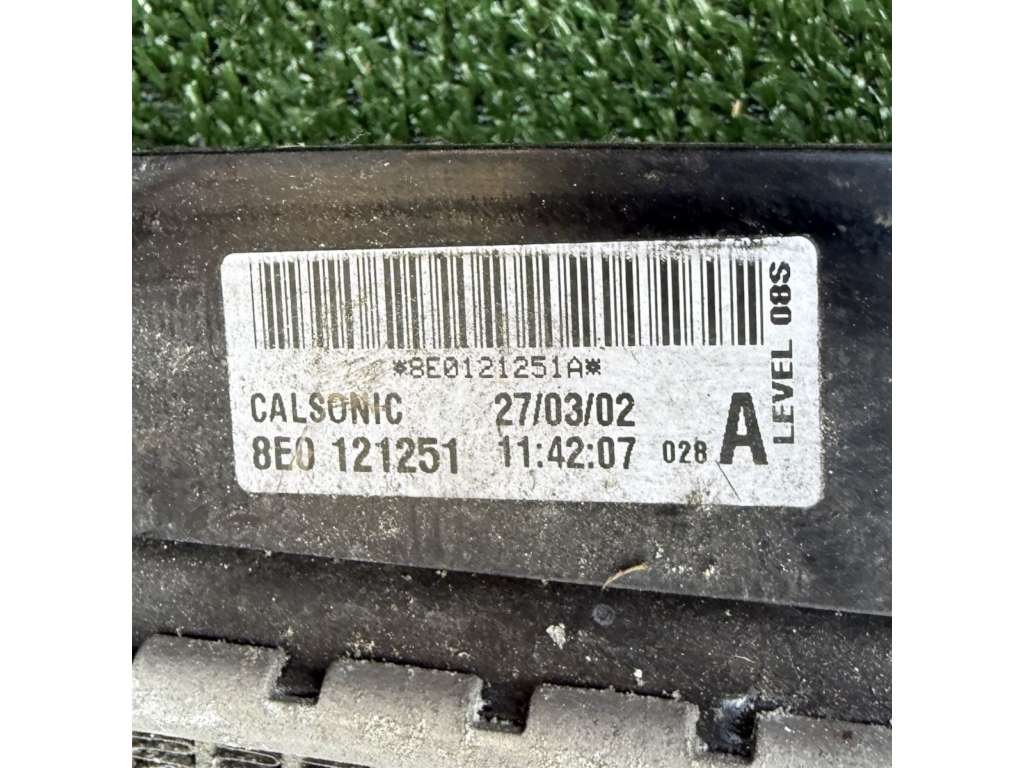 *8E0121251A*
CALSONIC 27/03/02
8E0 121251 11:42:07 028 A
LEVEL 08S